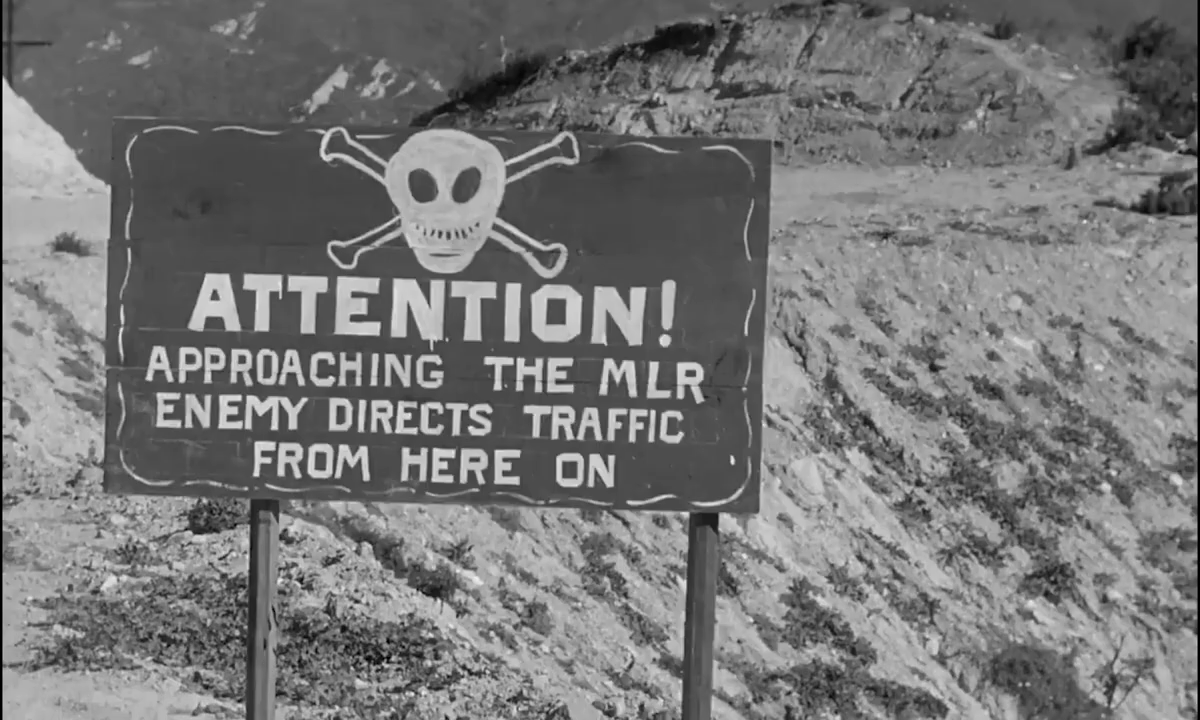 ATTENTION!
APPROACHING THE MLR
ENEMY DIRECTS TRAFFIC
FROM HERE ON